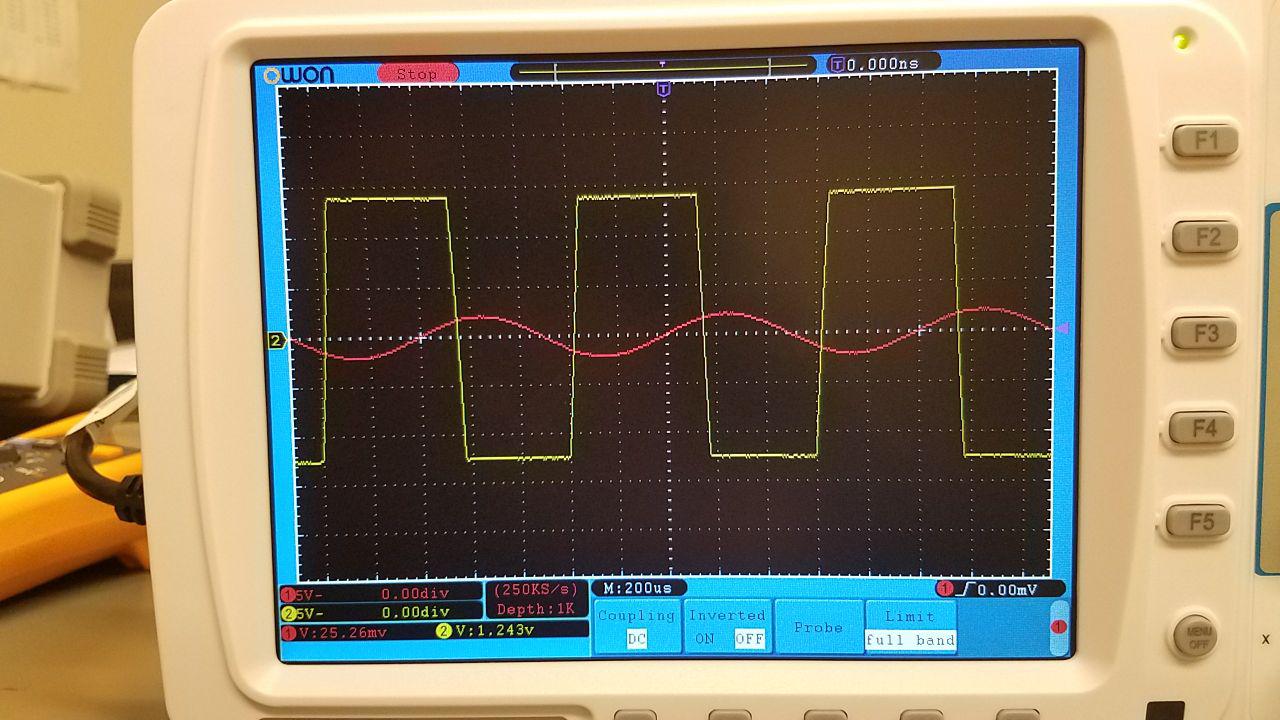 OWON Stop T 0.000ns
T
2
1 5V- 0.00div
2 5V- 0.00div
1 V:25.26mv 2 V:1.243v
(250KS/s)
Depth:1K
M:200us
1 0.00mV
Coupling
DC
Inverted
ON OFF
Probe
Limit
full band
1
F1
F2
F3
F4
F5
MENU
OFF
X